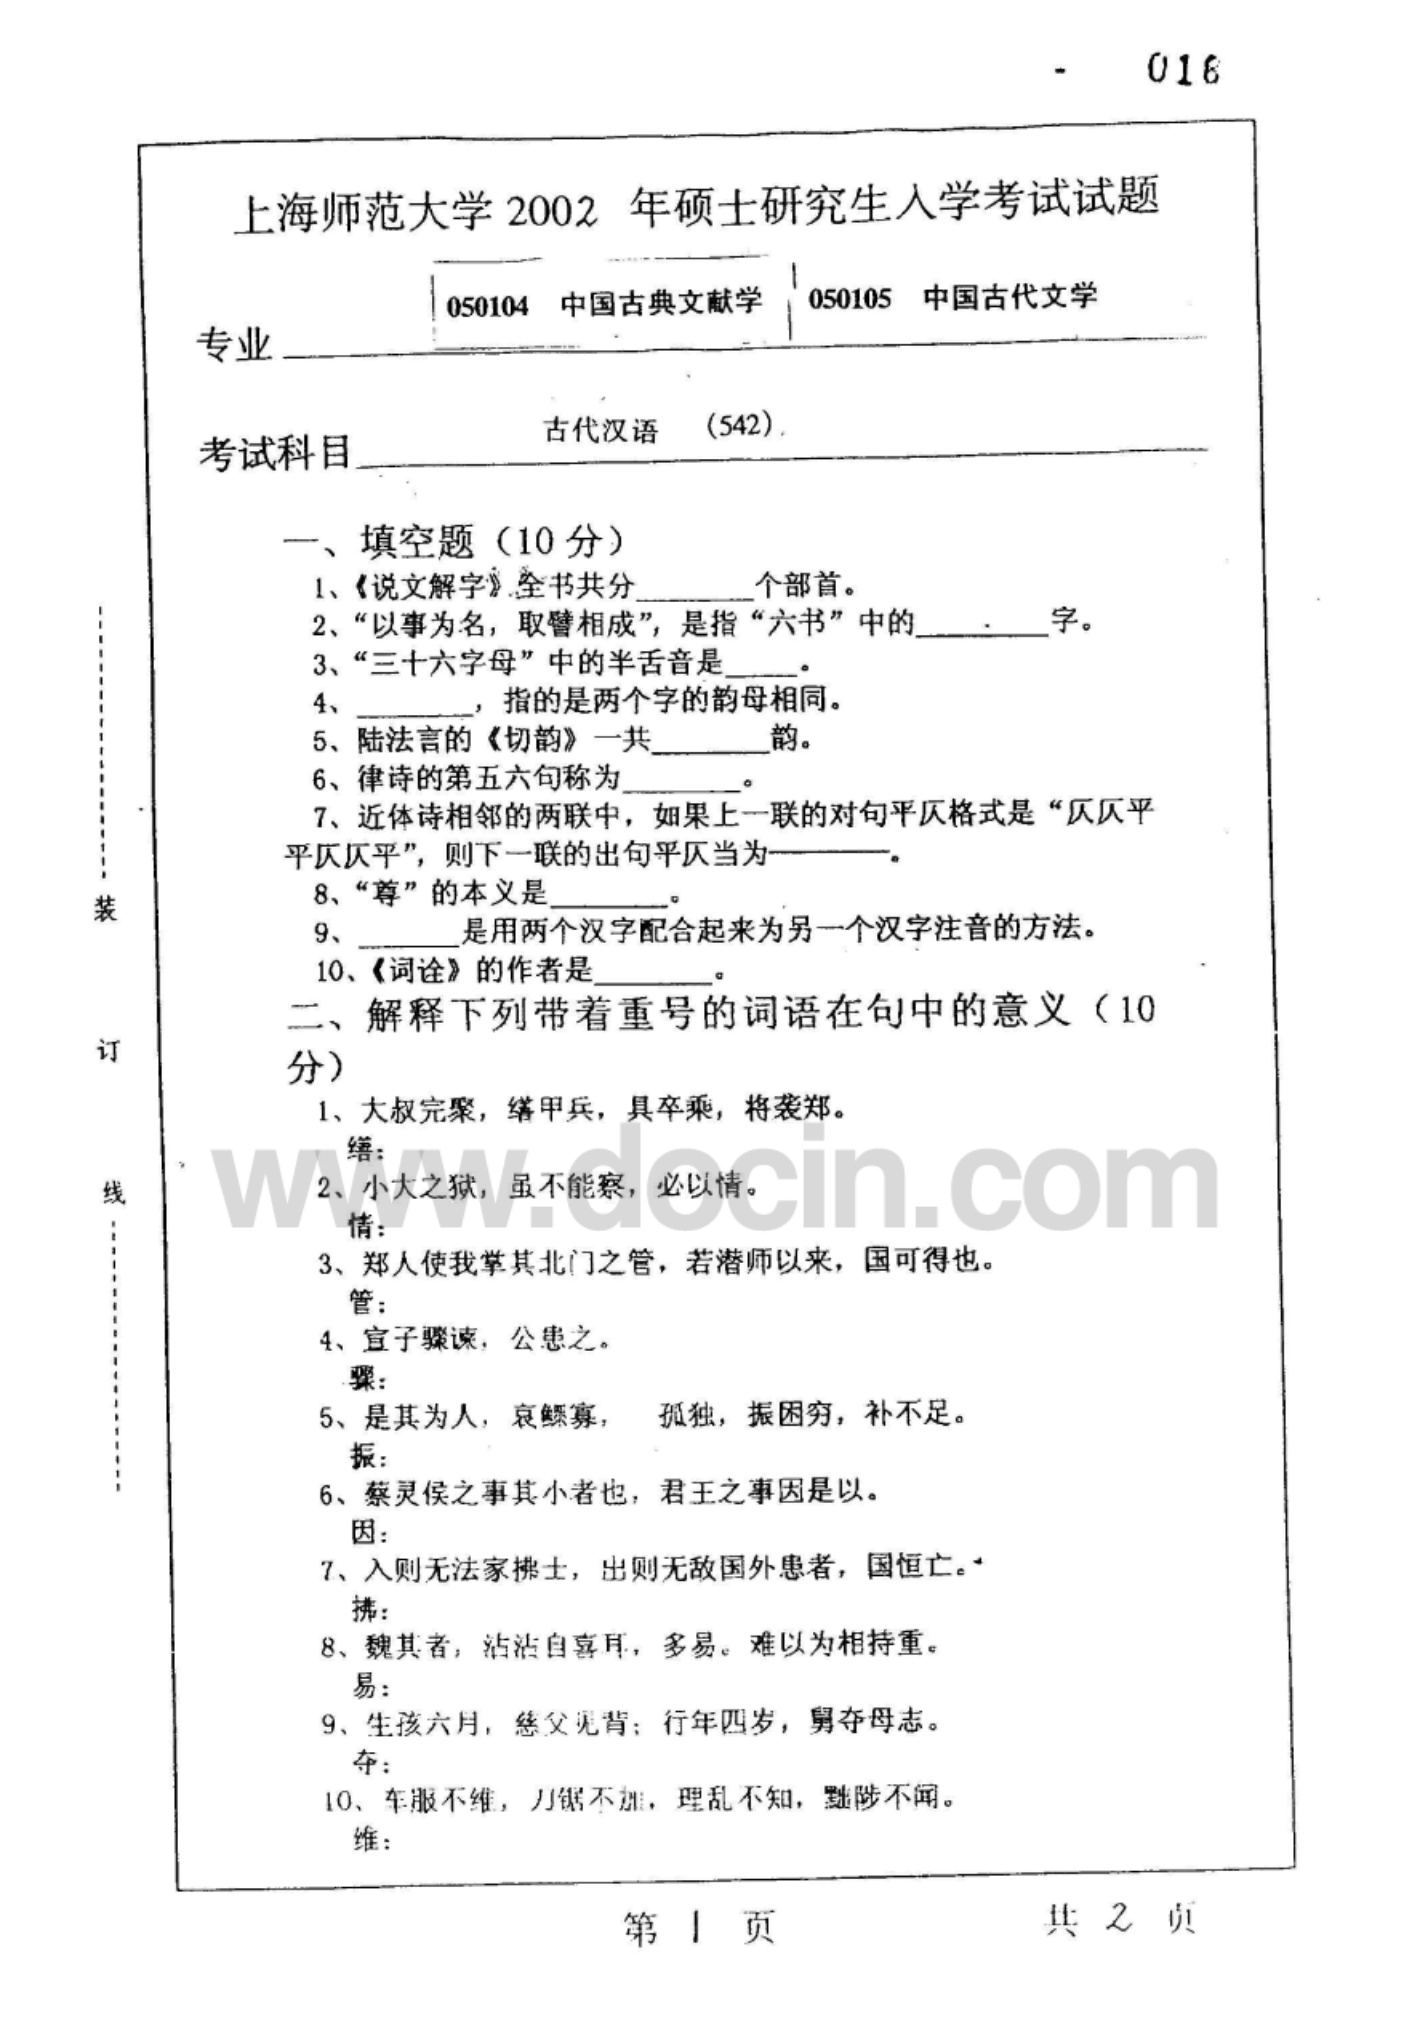 018
上海师范大学2002 年硕士研究生入学考试试题
050104 中国古典文献学 050105 中国古代文学
专业
古代汉语 (542)
考试科目
一、填空题（10 分）
1、《说文解字》全书共分________个部首。
2、“以事为名，取譬相成”，是指“六书”中的________字。
3、“三十六字母”中的半舌音是_____。
4、________，指的是两个字的韵母相同。
5、陆法言的《切韵》一共________韵。
6、律诗的第五六句称为________。
7、近体诗相邻的两联中，如果上一联的对句平仄格式是“仄仄平
平仄仄平”，则下一联的出句平仄当为————。
8、“尊”的本义是________。
9、_______是用两个汉字配合起来为另一个汉字注音的方法。
10、《词诠》的作者是________。
二、解释下列带着重号的词语在句中的意义（10
分）
1、大叔完聚，缮甲兵，具卒乘，将袭郑。
缮：
2、小大之狱，虽不能察，必以情。
情：
3、郑人使我掌其北门之管，若潜师以来，国可得也。
管：
4、宣子骤谏，公患之。
骤：
5、是其为人，哀鳏寡， 孤独，振困穷，补不足。
振：
6、蔡灵侯之事其小者也，君王之事因是以。
因：
7、入则无法家拂士，出则无敌国外患者，国恒亡。
拂：
8、魏其者，沾沾自喜耳，多易。难以为相持重。
易：
9、生孩六月，慈父见背；行年四岁，舅夺母志。
夺：
10、车服不维，刀锯不加，理乱不知，黜陟不闻。
维：
装
订
线
www.docin.com
第 1 页 共 2 页